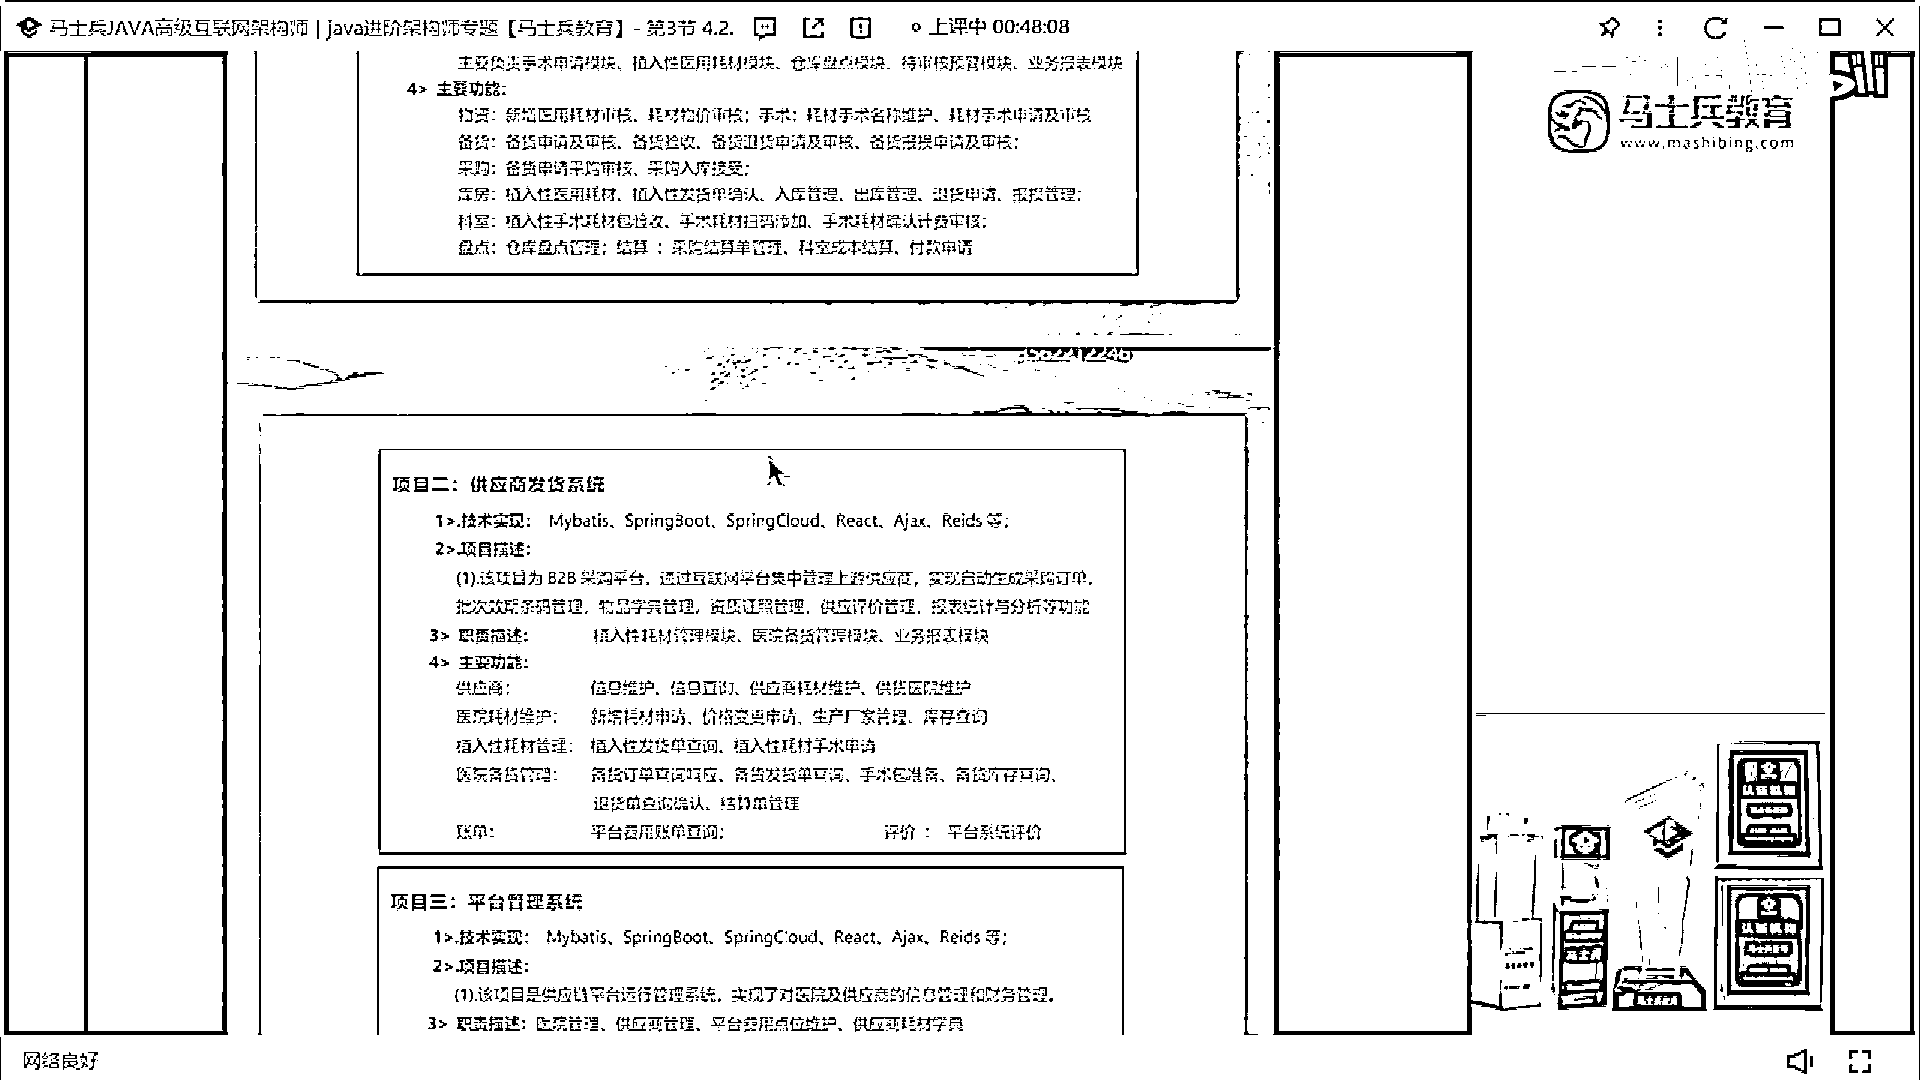 马士兵JAVA高级互联网架构师 | java进阶架构师专题【马士兵教育】- 第3节 4.2.
上课中 00:48:08
主要负责手术申请模块、植入性医用耗材模块、仓库盘点模块、待审核预警模块、业务报表模块
4> 主要功能:
物资: 新增医用耗材审核、耗材物价审核; 手术: 耗材手术名称维护、耗材手术申请及审核
备货: 备货申请及审核、备货验收、备货退货申请及审核、备货报损申请及审核;
采购: 备货申请采购审核、采购入库接受;
库房: 植入性医用耗材、植入性发货单确认、入库管理、出库管理、退货申请、报损管理;
科室: 植入性手术耗材包验收、手术耗材扫码添加、手术耗材确认计费审核;
盘点: 仓库盘点管理; 结算 : 采购结算单管理、科室成本结算、付款申请
马士兵教育
www.mashibing.com
项目二: 供应商发货系统
1>.技术实现: Mybatis、SpringBoot、SpringCloud、React、Ajax、Reids 等;
2>.项目描述:
(1).该项目为 B2B 采购平台, 通过互联网平台集中管理上游供应商, 实现自动生成采购订单,
批次效期条码管理, 物品字典管理, 资质证照管理, 供应评价管理, 报表统计与分析等功能
3> 职责描述: 植入性耗材管理模块、医院备货管理模块、业务报表模块
4> 主要功能:
供应商: 信息维护、信息查询、供应商耗材维护、供货医院维护
医院耗材维护: 新增耗材申请、价格变更申请、生产厂家管理、库存查询
植入性耗材管理: 植入性发货单查询、植入性耗材手术申请
医院备货管理: 备货订单查询响应、备货发货单查询、手术包准备、备货库存查询、
退货单查询确认、结算单管理
账单: 平台费用账单查询; 评价 : 平台系统评价
项目三: 平台管理系统
1>.技术实现: Mybatis、SpringBoot、SpringCloud、React、Ajax、Reids 等;
2>.项目描述:
(1).该项目是供应链平台运行管理系统, 实现了对医院及供应商的信息管理和财务管理,
3> 职责描述: 医院管理、供应商管理、平台费用点位维护、供应商耗材字典
网络良好